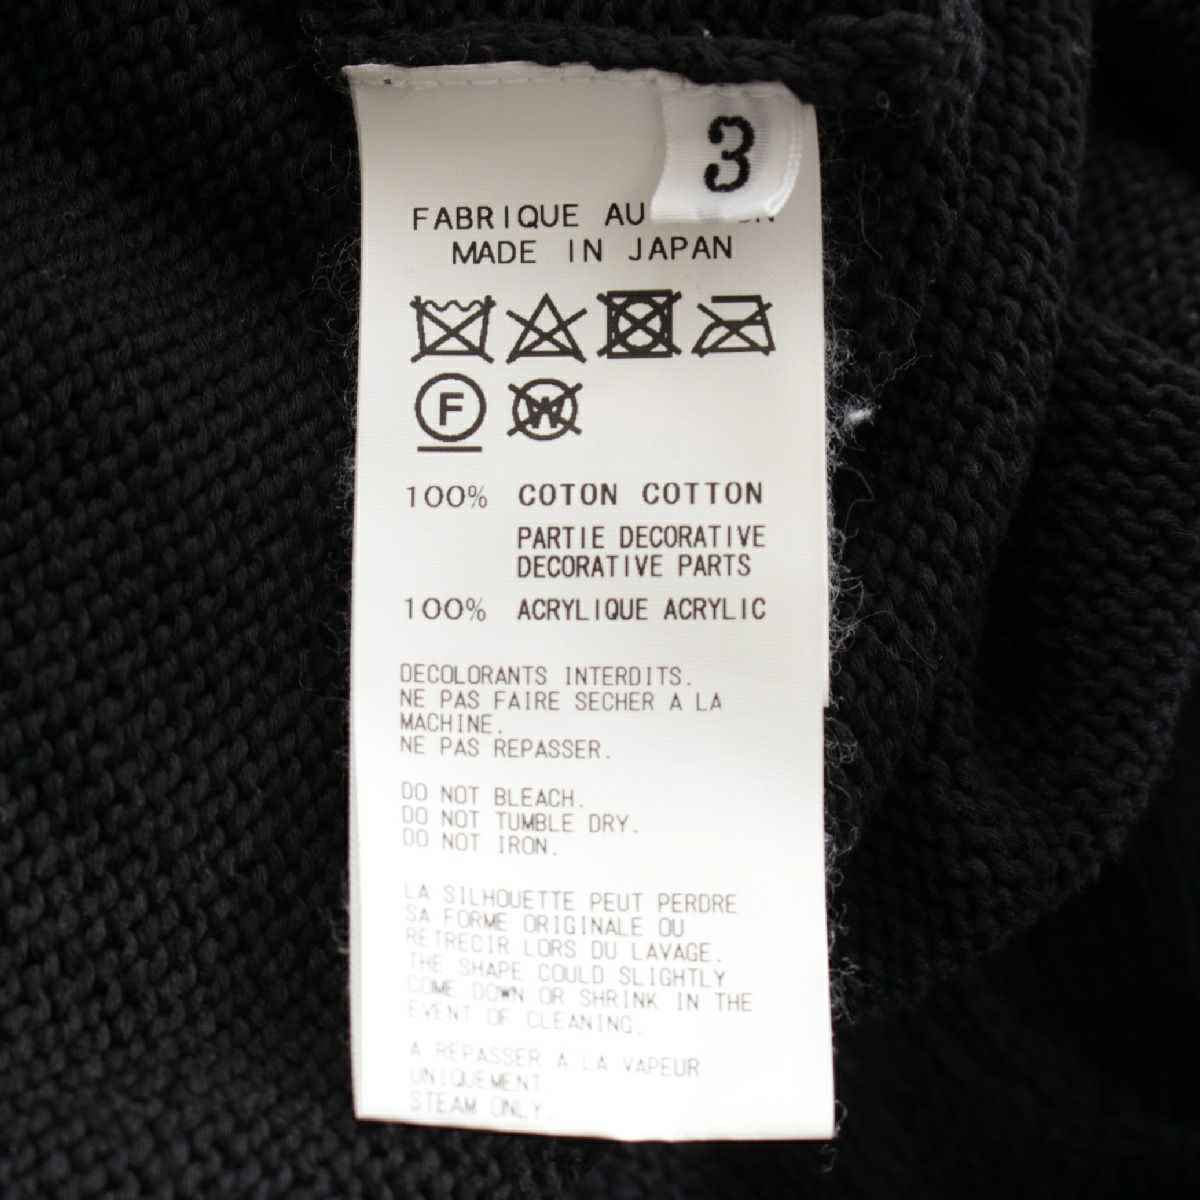 3
FABRIQUE AU
MADE IN JAPAN
F
W
100% COTON COTTON
PARTIE DECORATIVE
DECORATIVE PARTS
100% ACRYLIQUE ACRYLIC
DECOLORANTS INTERDITS.
NE PAS FAIRE SECHER A LA
MACHINE.
NE PAS REPASSER.
DO NOT BLEACH.
DO NOT TUMBLE DRY.
DO NOT IRON.
LA SILHOUETTE PEUT PERDRE
SA FORME ORIGINALE OU
RETRECIR LORS DU LAVAGE.
THE SHAPE COULD SLIGHTLY
COME DOWN OR SHRINK IN THE
EVENT OF CLEANING.
A REPASSER A LA VAPEUR
UNIQUEMENT.
STEAM ONLY.